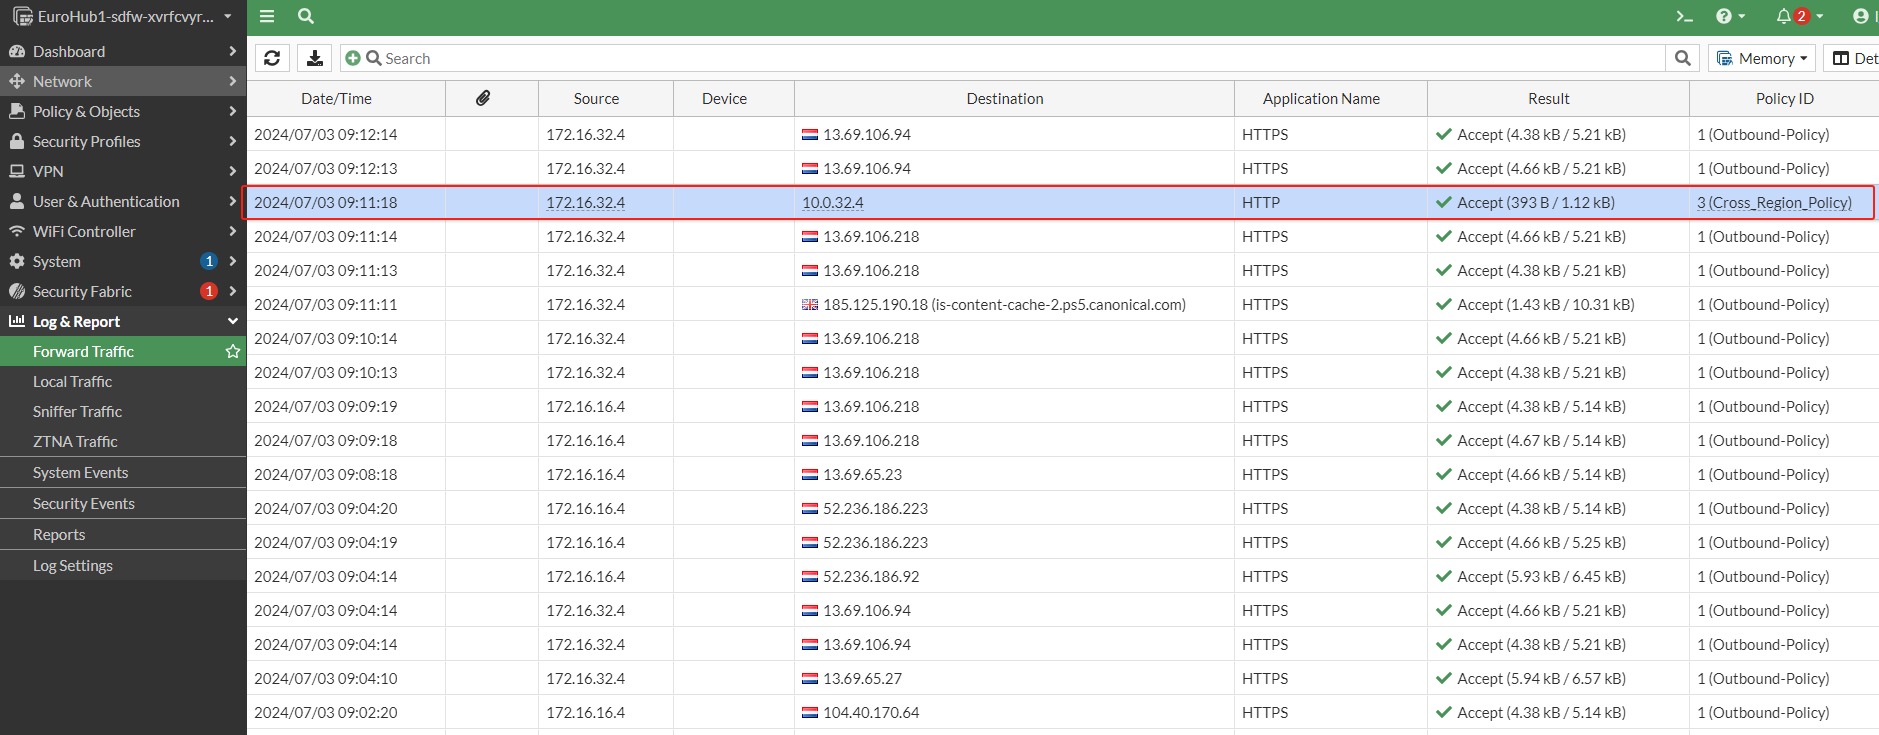 EuroHub1-sdfw-xvrfcvyr...
2
Dashboard
Network
Policy & Objects
Security Profiles
VPN
User & Authentication
WiFi Controller
System 1
Security Fabric 1
Log & Report
Forward Traffic
Local Traffic
Sniffer Traffic
ZTNA Traffic
System Events
Security Events
Reports
Log Settings
Search Memory Det
Date/Time Source Device Destination Application Name Result Policy ID
2024/07/03 09:12:14 172.16.32.4 13.69.106.94 HTTPS Accept (4.38 kB / 5.21 kB) 1 (Outbound-Policy)
2024/07/03 09:12:13 172.16.32.4 13.69.106.94 HTTPS Accept (4.66 kB / 5.21 kB) 1 (Outbound-Policy)
2024/07/03 09:11:18 172.16.32.4 10.0.32.4 HTTP Accept (393 B / 1.12 kB) 3 (Cross_Region_Policy)
2024/07/03 09:11:14 172.16.32.4 13.69.106.218 HTTPS Accept (4.66 kB / 5.21 kB) 1 (Outbound-Policy)
2024/07/03 09:11:13 172.16.32.4 13.69.106.218 HTTPS Accept (4.38 kB / 5.21 kB) 1 (Outbound-Policy)
2024/07/03 09:11:11 172.16.32.4 185.125.190.18 (is-content-cache-2.ps5.canonical.com) HTTPS Accept (1.43 kB / 10.31 kB) 1 (Outbound-Policy)
2024/07/03 09:10:14 172.16.32.4 13.69.106.218 HTTPS Accept (4.66 kB / 5.21 kB) 1 (Outbound-Policy)
2024/07/03 09:10:13 172.16.32.4 13.69.106.218 HTTPS Accept (4.38 kB / 5.21 kB) 1 (Outbound-Policy)
2024/07/03 09:09:19 172.16.16.4 13.69.106.218 HTTPS Accept (4.38 kB / 5.14 kB) 1 (Outbound-Policy)
2024/07/03 09:09:18 172.16.16.4 13.69.106.218 HTTPS Accept (4.67 kB / 5.14 kB) 1 (Outbound-Policy)
2024/07/03 09:08:18 172.16.16.4 13.69.65.23 HTTPS Accept (4.66 kB / 5.14 kB) 1 (Outbound-Policy)
2024/07/03 09:04:20 172.16.16.4 52.236.186.223 HTTPS Accept (4.38 kB / 5.14 kB) 1 (Outbound-Policy)
2024/07/03 09:04:19 172.16.16.4 52.236.186.223 HTTPS Accept (4.66 kB / 5.25 kB) 1 (Outbound-Policy)
2024/07/03 09:04:14 172.16.16.4 52.236.186.92 HTTPS Accept (5.93 kB / 6.45 kB) 1 (Outbound-Policy)
2024/07/03 09:04:14 172.16.32.4 13.69.106.94 HTTPS Accept (4.66 kB / 5.21 kB) 1 (Outbound-Policy)
2024/07/03 09:04:14 172.16.32.4 13.69.106.94 HTTPS Accept (4.38 kB / 5.21 kB) 1 (Outbound-Policy)
2024/07/03 09:04:10 172.16.32.4 13.69.65.27 HTTPS Accept (5.94 kB / 6.57 kB) 1 (Outbound-Policy)
2024/07/03 09:02:20 172.16.16.4 104.40.170.64 HTTPS Accept (4.38 kB / 5.14 kB) 1 (Outbound-Policy)